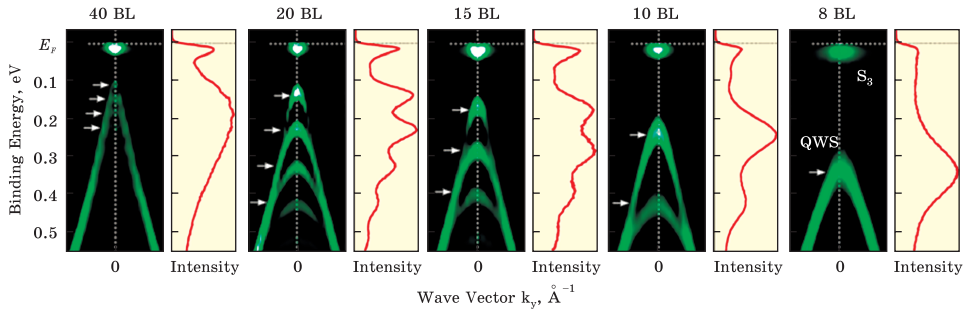 40 BL 20 BL 15 BL 10 BL 8 BL
E_F
0.1
0.2
0.3
0.4
0.5
Binding Energy, eV
S₃
QWS
0 Intensity 0 Intensity 0 Intensity 0 Intensity 0 Intensity
Wave Vector k_y, Å⁻¹